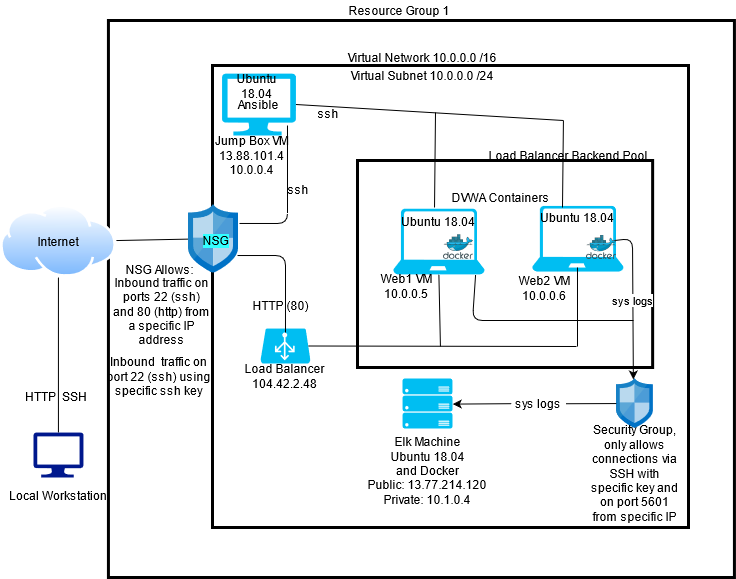 Resource Group 1
Virtual Network 10.0.0.0 /16
Virtual Subnet 10.0.0.0 /24
Ubuntu
18.04
Ansible
Jump Box VM
13.88.101.4
10.0.0.4
ssh
ssh
Load Balancer Backend Pool
DVWA Containers
Ubuntu 18.04
docker
Web1 VM
10.0.0.5
Ubuntu 18.04
docker
Web2 VM
10.0.0.6
sys logs
Internet
NSG
NSG Allows:
Inbound traffic on
ports 22 (ssh)
and 80 (http) from
a specific IP
address
Inbound traffic on
port 22 (ssh) using
specific ssh key
HTTP (80)
Load Balancer
104.42.2.48
HTTP SSH
Local Workstation
sys logs
Elk Machine
Ubuntu 18.04
and Docker
Public: 13.77.214.120
Private: 10.1.0.4
Security Group,
only allows
connections via
SSH with
specific key and
on port 5601
from specific IP